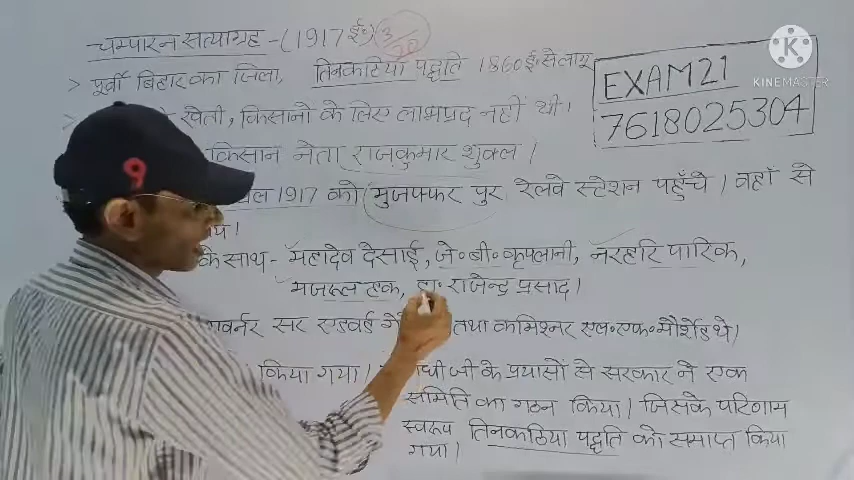 चम्पारन सत्याग्रह - (1917 ई॰) (3/20)
> पूर्वी बिहार का जिला, तिनकठिया पद्धति 1860 ई॰ से लागू
EXAM21
7618025304
KINEMASTER
> खेती, किसानो के लिए लाभप्रद नही थी।
किसान नेता राजकुमार शुक्ल।
1917 को मुजफ्फर पुर रेलवे स्टेशन पहुँचे। वहाँ से
के साथ - महादेव देसाई, जे॰ बी॰ कृपलानी, नरहरि पारिक,
मजरुल हक, डा॰ राजेन्द्र प्रसाद।
सर एडवर्ड तथा कमिश्नर एल॰ एफ॰ मौर्शेड थे।
किया गया। के प्रयासों से सरकार ने एक
समिति का गठन किया। जिसके परिणाम
स्वरूप तिनकठिया पद्धति को समाप्त किया
गया।